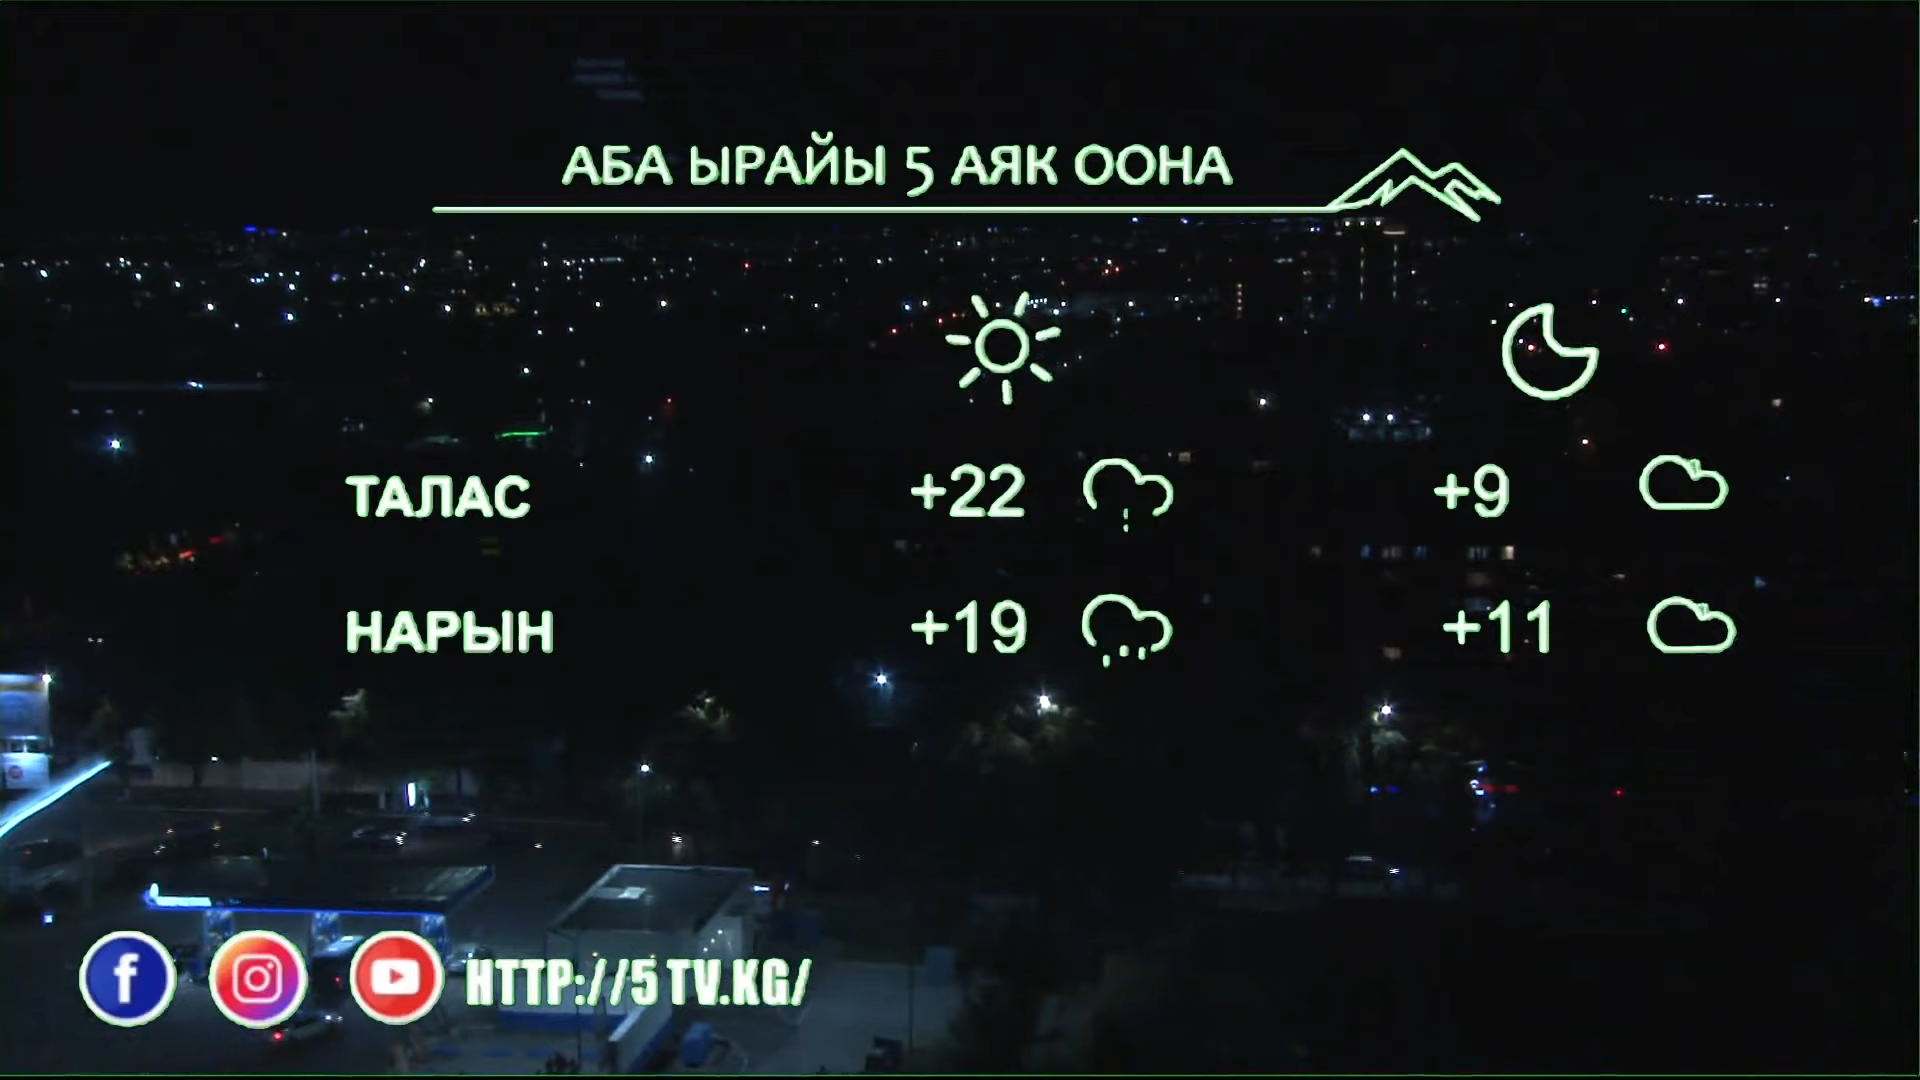 АБА ЫРАЙЫ 5 АЯК ООНА
ТАЛАС +22 +9
НАРЫН +19 +11
HTTP://5TV.KG/